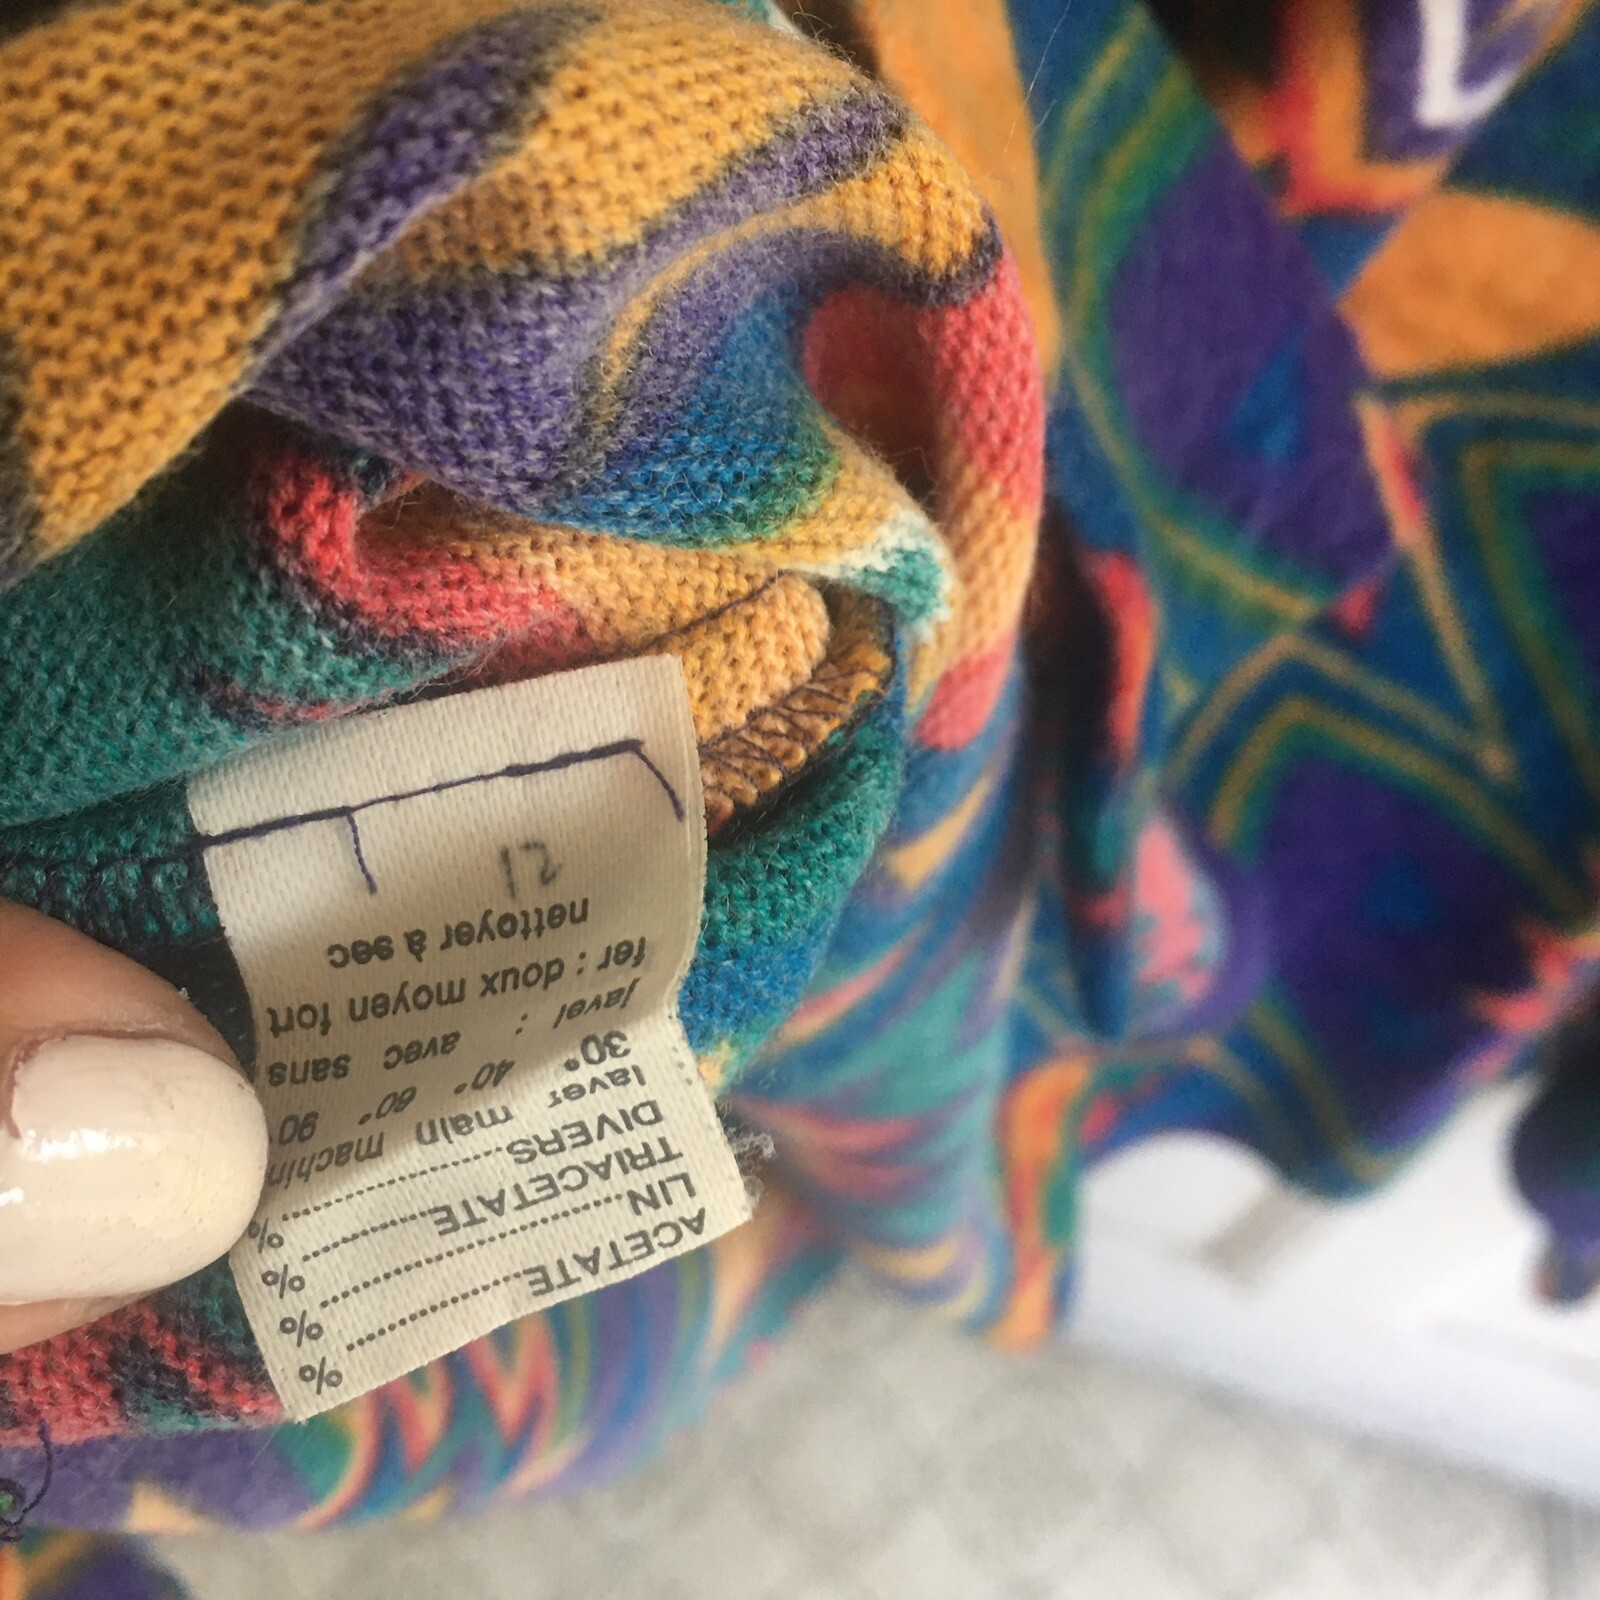 ACETATE.................%
LIN.........................%
TRIACETATE............%
DIVERS...................%
laver main machin
30° 40° 60° 90
javel : avec sans
fer : doux moyen fort
nettoyer à sec